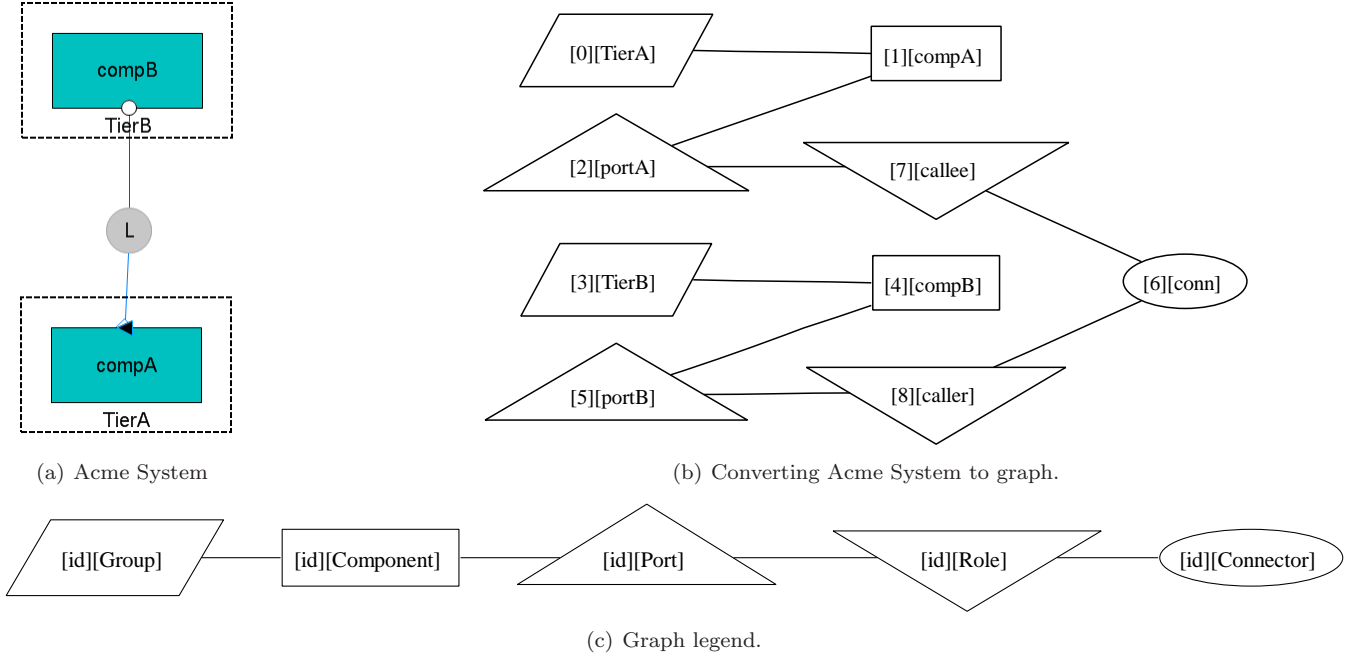 compB
TierB
L
compA
TierA
(a) Acme System
[0][TierA]
[1][compA]
[2][portA]
[7][callee]
[3][TierB]
[4][compB]
[6][conn]
[5][portB]
[8][caller]
(b) Converting Acme System to graph.
[id][Group]
[id][Component]
[id][Port]
[id][Role]
[id][Connector]
(c) Graph legend.